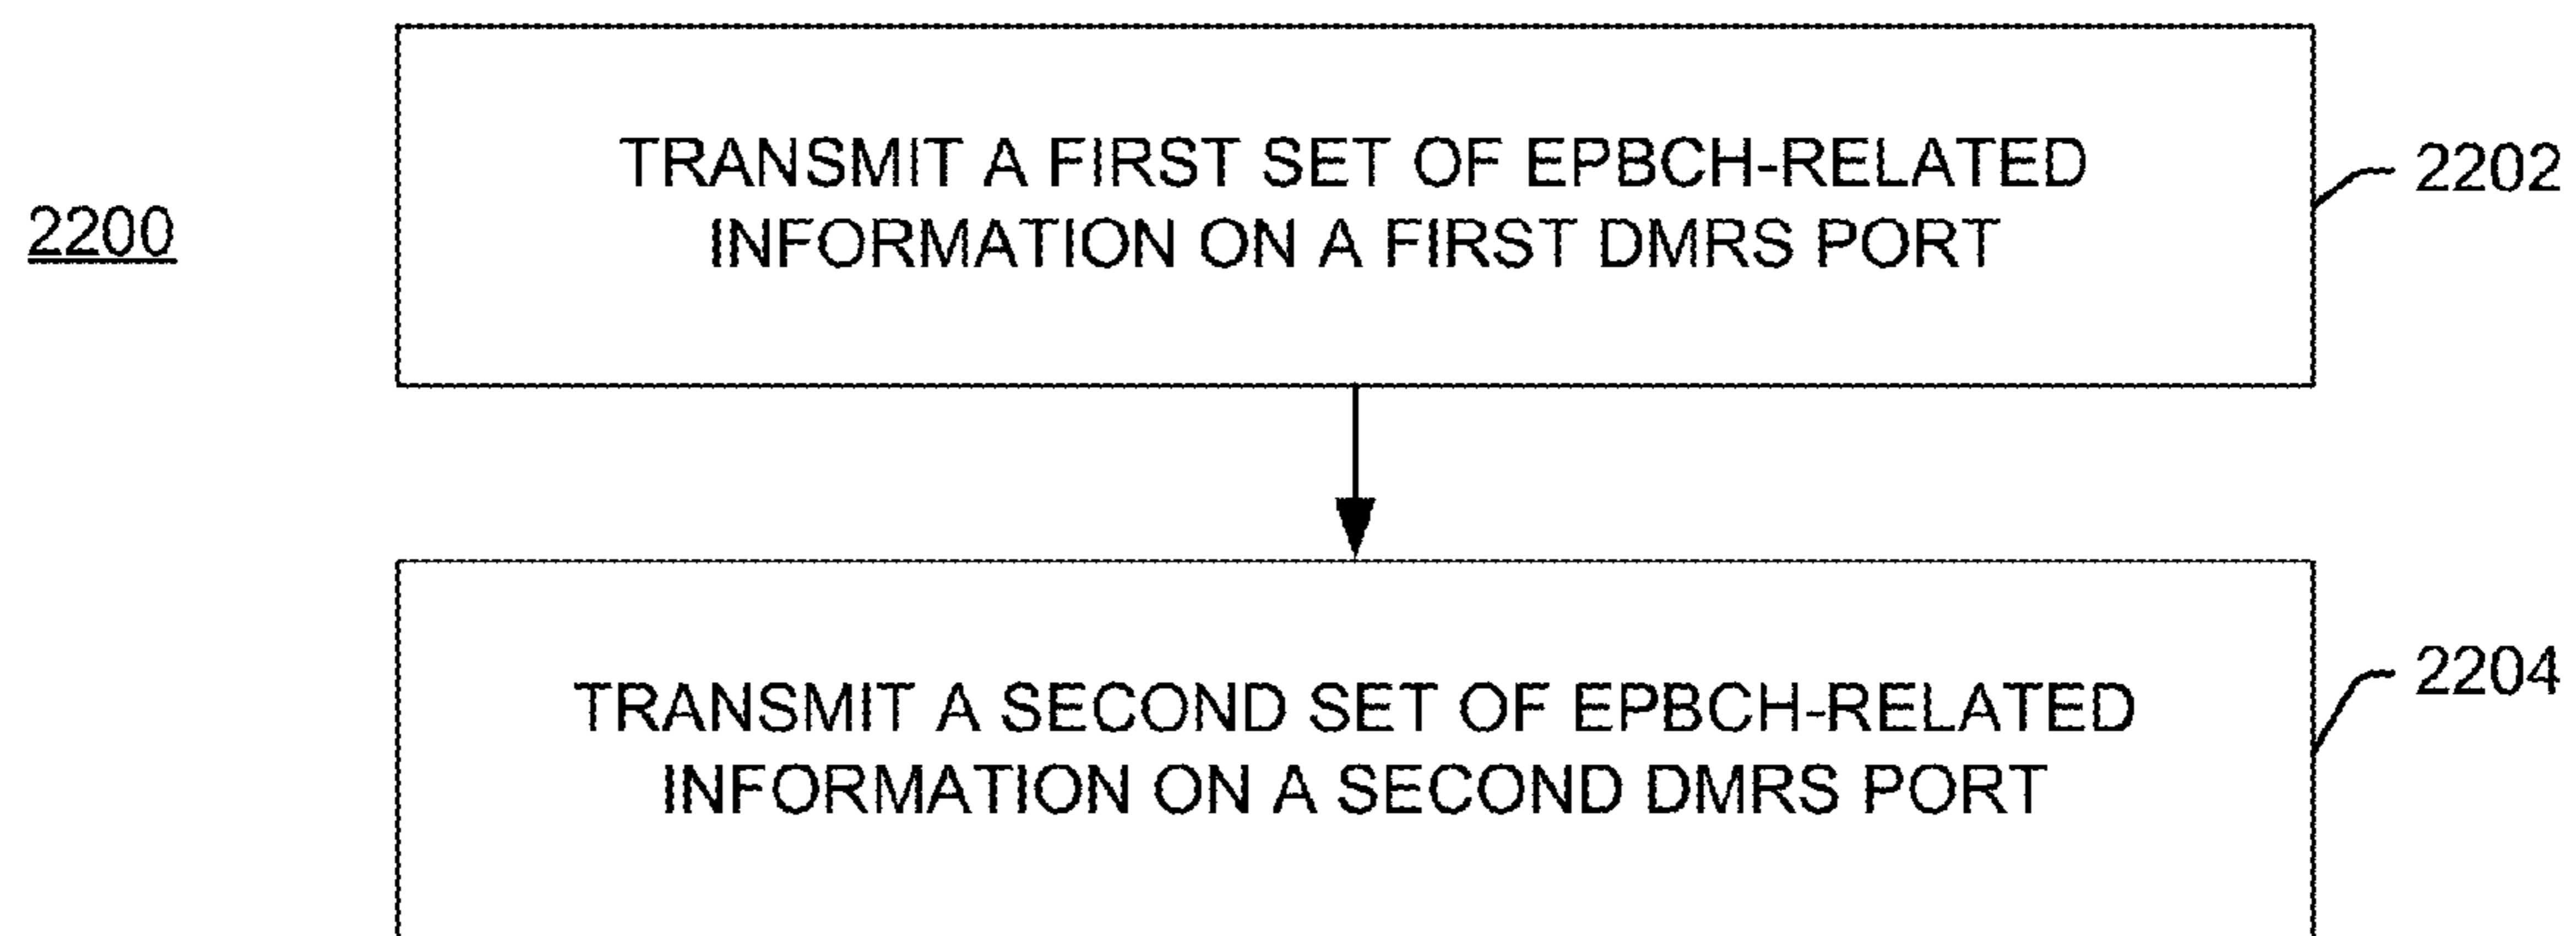 TRANSMIT A FIRST SET OF EPBCH-RELATED
INFORMATION ON A FIRST DMRS PORT
2202
2200
TRANSMIT A SECOND SET OF EPBCH-RELATED
INFORMATION ON A SECOND DMRS PORT
2204